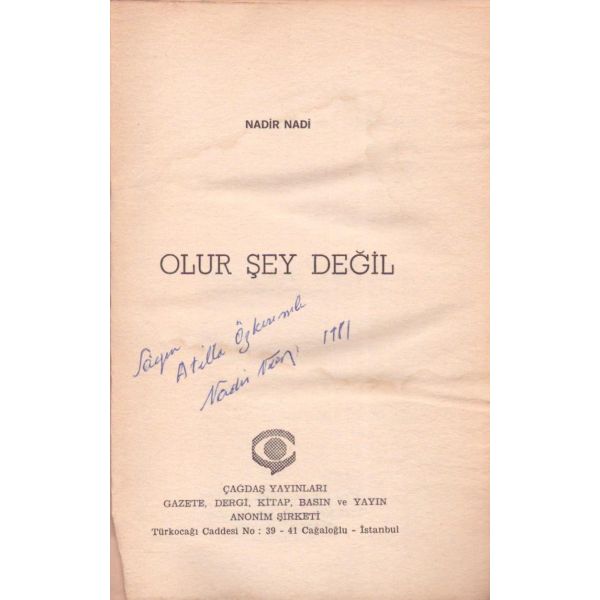 NADİR NADİ
OLUR ŞEY DEĞİL
Sayın
Atilla Özkırımlı
Nadir Nadi 1981
ÇAĞDAŞ YAYINLARI
GAZETE, DERGİ, KİTAP, BASIN ve YAYIN
ANONİM ŞİRKETİ
Türkocağı Caddesi No : 39 - 41 Cağaloğlu - İstanbul